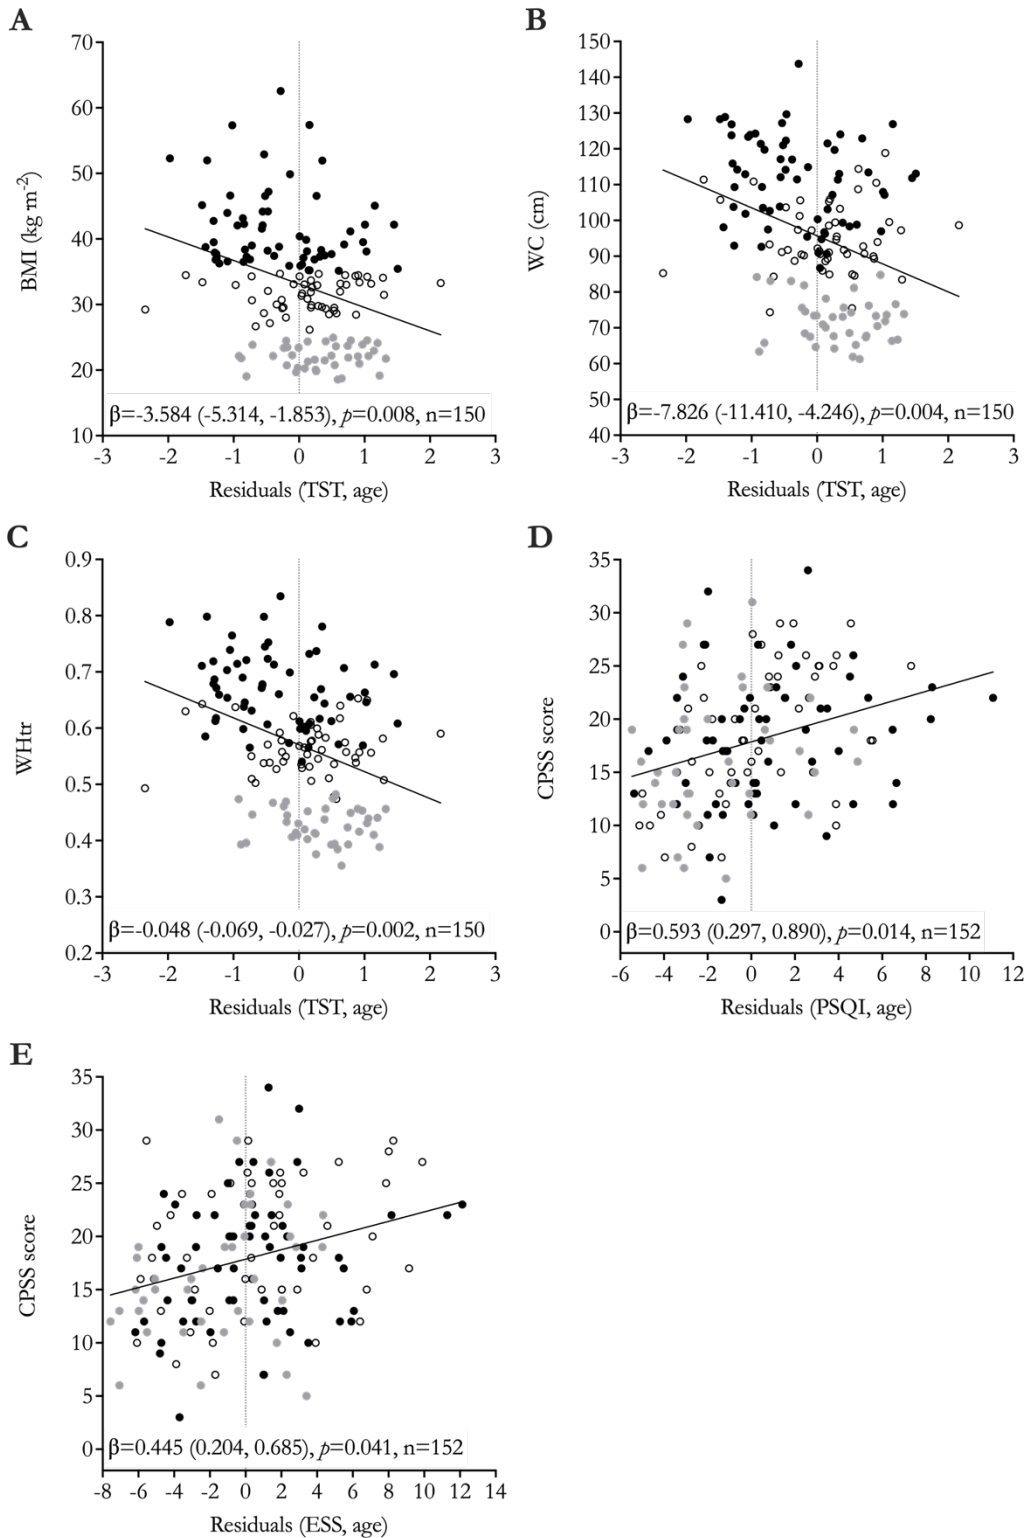 A
70
60
50
40
30
20
10
BMI (kg m-2)
β=-3.584 (-5.314, -1.853), p=0.008, n=150
-3 -2 -1 0 1 2 3
Residuals (TST, age)
B
150
140
130
120
110
100
90
80
70
60
50
40
WC (cm)
β=-7.826 (-11.410, -4.246), p=0.004, n=150
-3 -2 -1 0 1 2 3
Residuals (TST, age)
C
0.9
0.8
0.7
0.6
0.5
0.4
0.3
0.2
WHtr
β=-0.048 (-0.069, -0.027), p=0.002, n=150
-3 -2 -1 0 1 2 3
Residuals (TST, age)
D
35
30
25
20
15
10
5
0
CPSS score
β=0.593 (0.297, 0.890), p=0.014, n=152
-6 -4 -2 0 2 4 6 8 10 12
Residuals (PSQI, age)
E
35
30
25
20
15
10
5
0
CPSS score
β=0.445 (0.204, 0.685), p=0.041, n=152
-8 -6 -4 -2 0 2 4 6 8 10 12 14
Residuals (ESS, age)